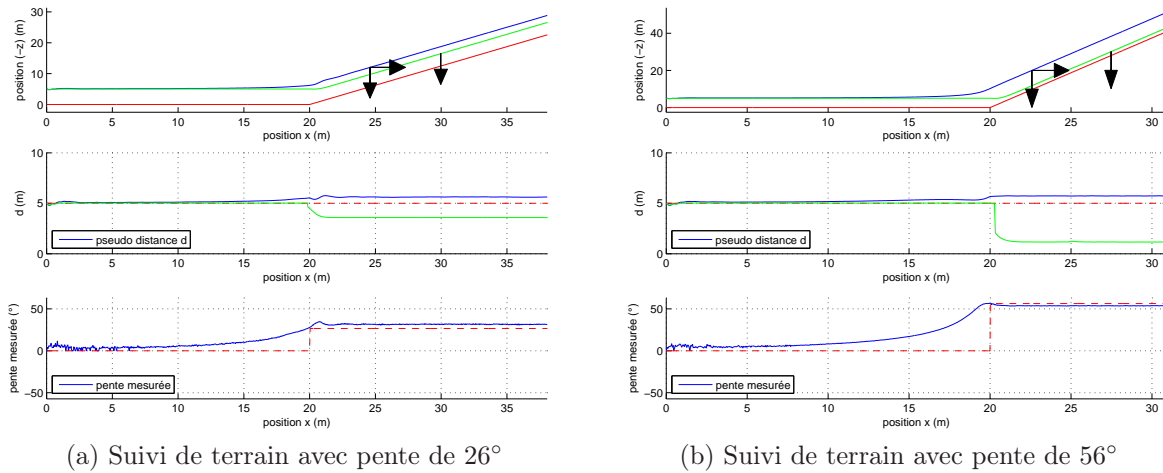 30
20
10
0
position (−z) (m)
0 5 10 15 20 25 30 35
position x (m)
10
5
0
d (m)
pseudo distance d
0 5 10 15 20 25 30 35
position x (m)
50
0
−50
pente mesurée (°)
pente mesurée
0 5 10 15 20 25 30 35
position x (m)
(a) Suivi de terrain avec pente de 26°
40
20
0
position (−z) (m)
0 5 10 15 20 25 30
position x (m)
10
5
0
d (m)
pseudo distance d
0 5 10 15 20 25 30
position x (m)
50
0
−50
pente mesurée (°)
pente mesurée
0 5 10 15 20 25 30
position x (m)
(b) Suivi de terrain avec pente de 56°